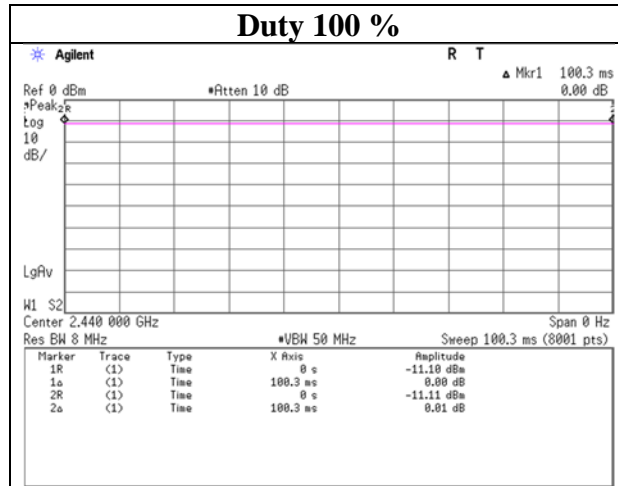 Duty 100 %
Agilent R T
▵ Mkr1 100.3 ms
Ref 0 dBm #Atten 10 dB 0.00 dB
#Peak 2R 2
Log
10
dB/
LgAv
W1 S2
Center 2.440 000 GHz Span 0 Hz
Res BW 8 MHz #VBW 50 MHz Sweep 100.3 ms (8001 pts)
Marker Trace Type X Axis Amplitude
1R (1) Time 0 s -11.10 dBm
1▵ (1) Time 100.3 ms 0.00 dB
2R (1) Time 0 s -11.11 dBm
2▵ (1) Time 100.3 ms 0.01 dB